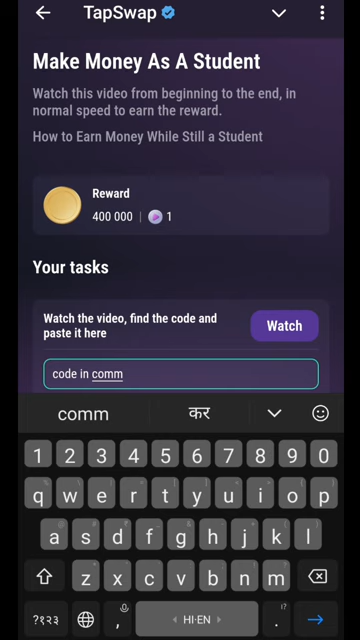 TapSwap
Make Money As A Student
Watch this video from beginning to the end, in
normal speed to earn the reward.
How to Earn Money While Still a Student
Reward
400 000 | 1
Your tasks
Watch the video, find the code and
paste it here
Watch
code in comm
comm कर
1 2 3 4 5 6 7 8 9 0
q w e r t y u i o p
a s d f g h j k l
z x c v b n m
?१२३ , HI·EN .